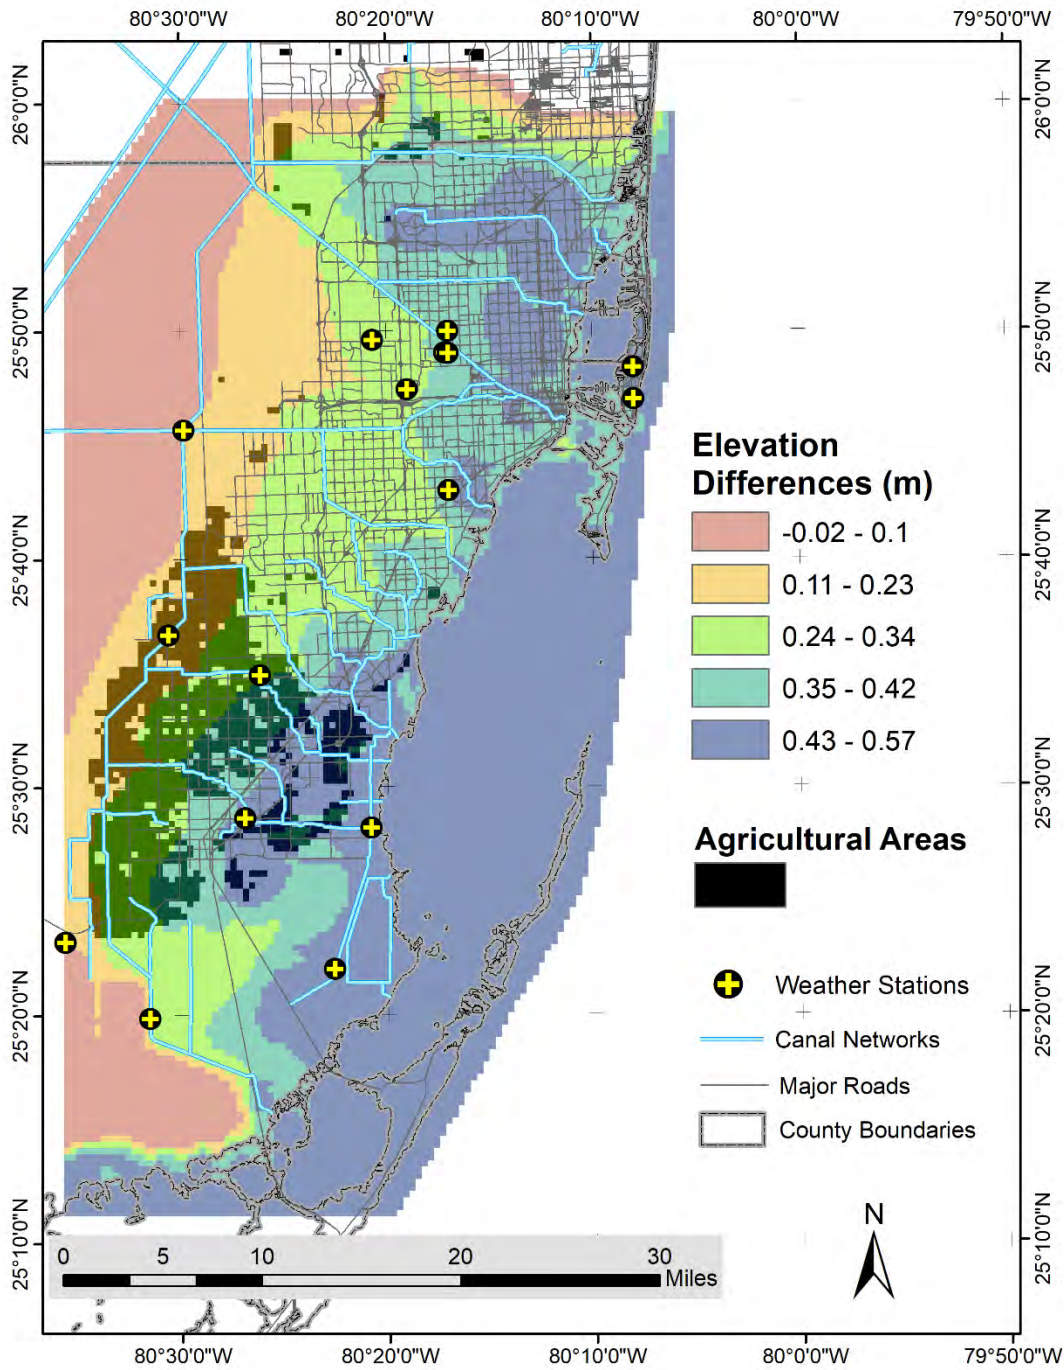 80°30'0"W 80°20'0"W 80°10'0"W 80°0'0"W 79°50'0"W
26°0'0"N 26°0'0"N
25°50'0"N 25°50'0"N
Elevation
Differences (m)
-0.02 - 0.1
25°40'0"N 25°40'0"N
0.11 - 0.23
0.24 - 0.34
0.35 - 0.42
0.43 - 0.57
25°30'0"N 25°30'0"N
Agricultural Areas
Weather Stations
25°20'0"N 25°20'0"N
Canal Networks
Major Roads
County Boundaries
25°10'0"N 25°10'0"N
N
0 5 10 20 30
Miles
80°30'0"W 80°20'0"W 80°10'0"W 80°0'0"W 79°50'0"W